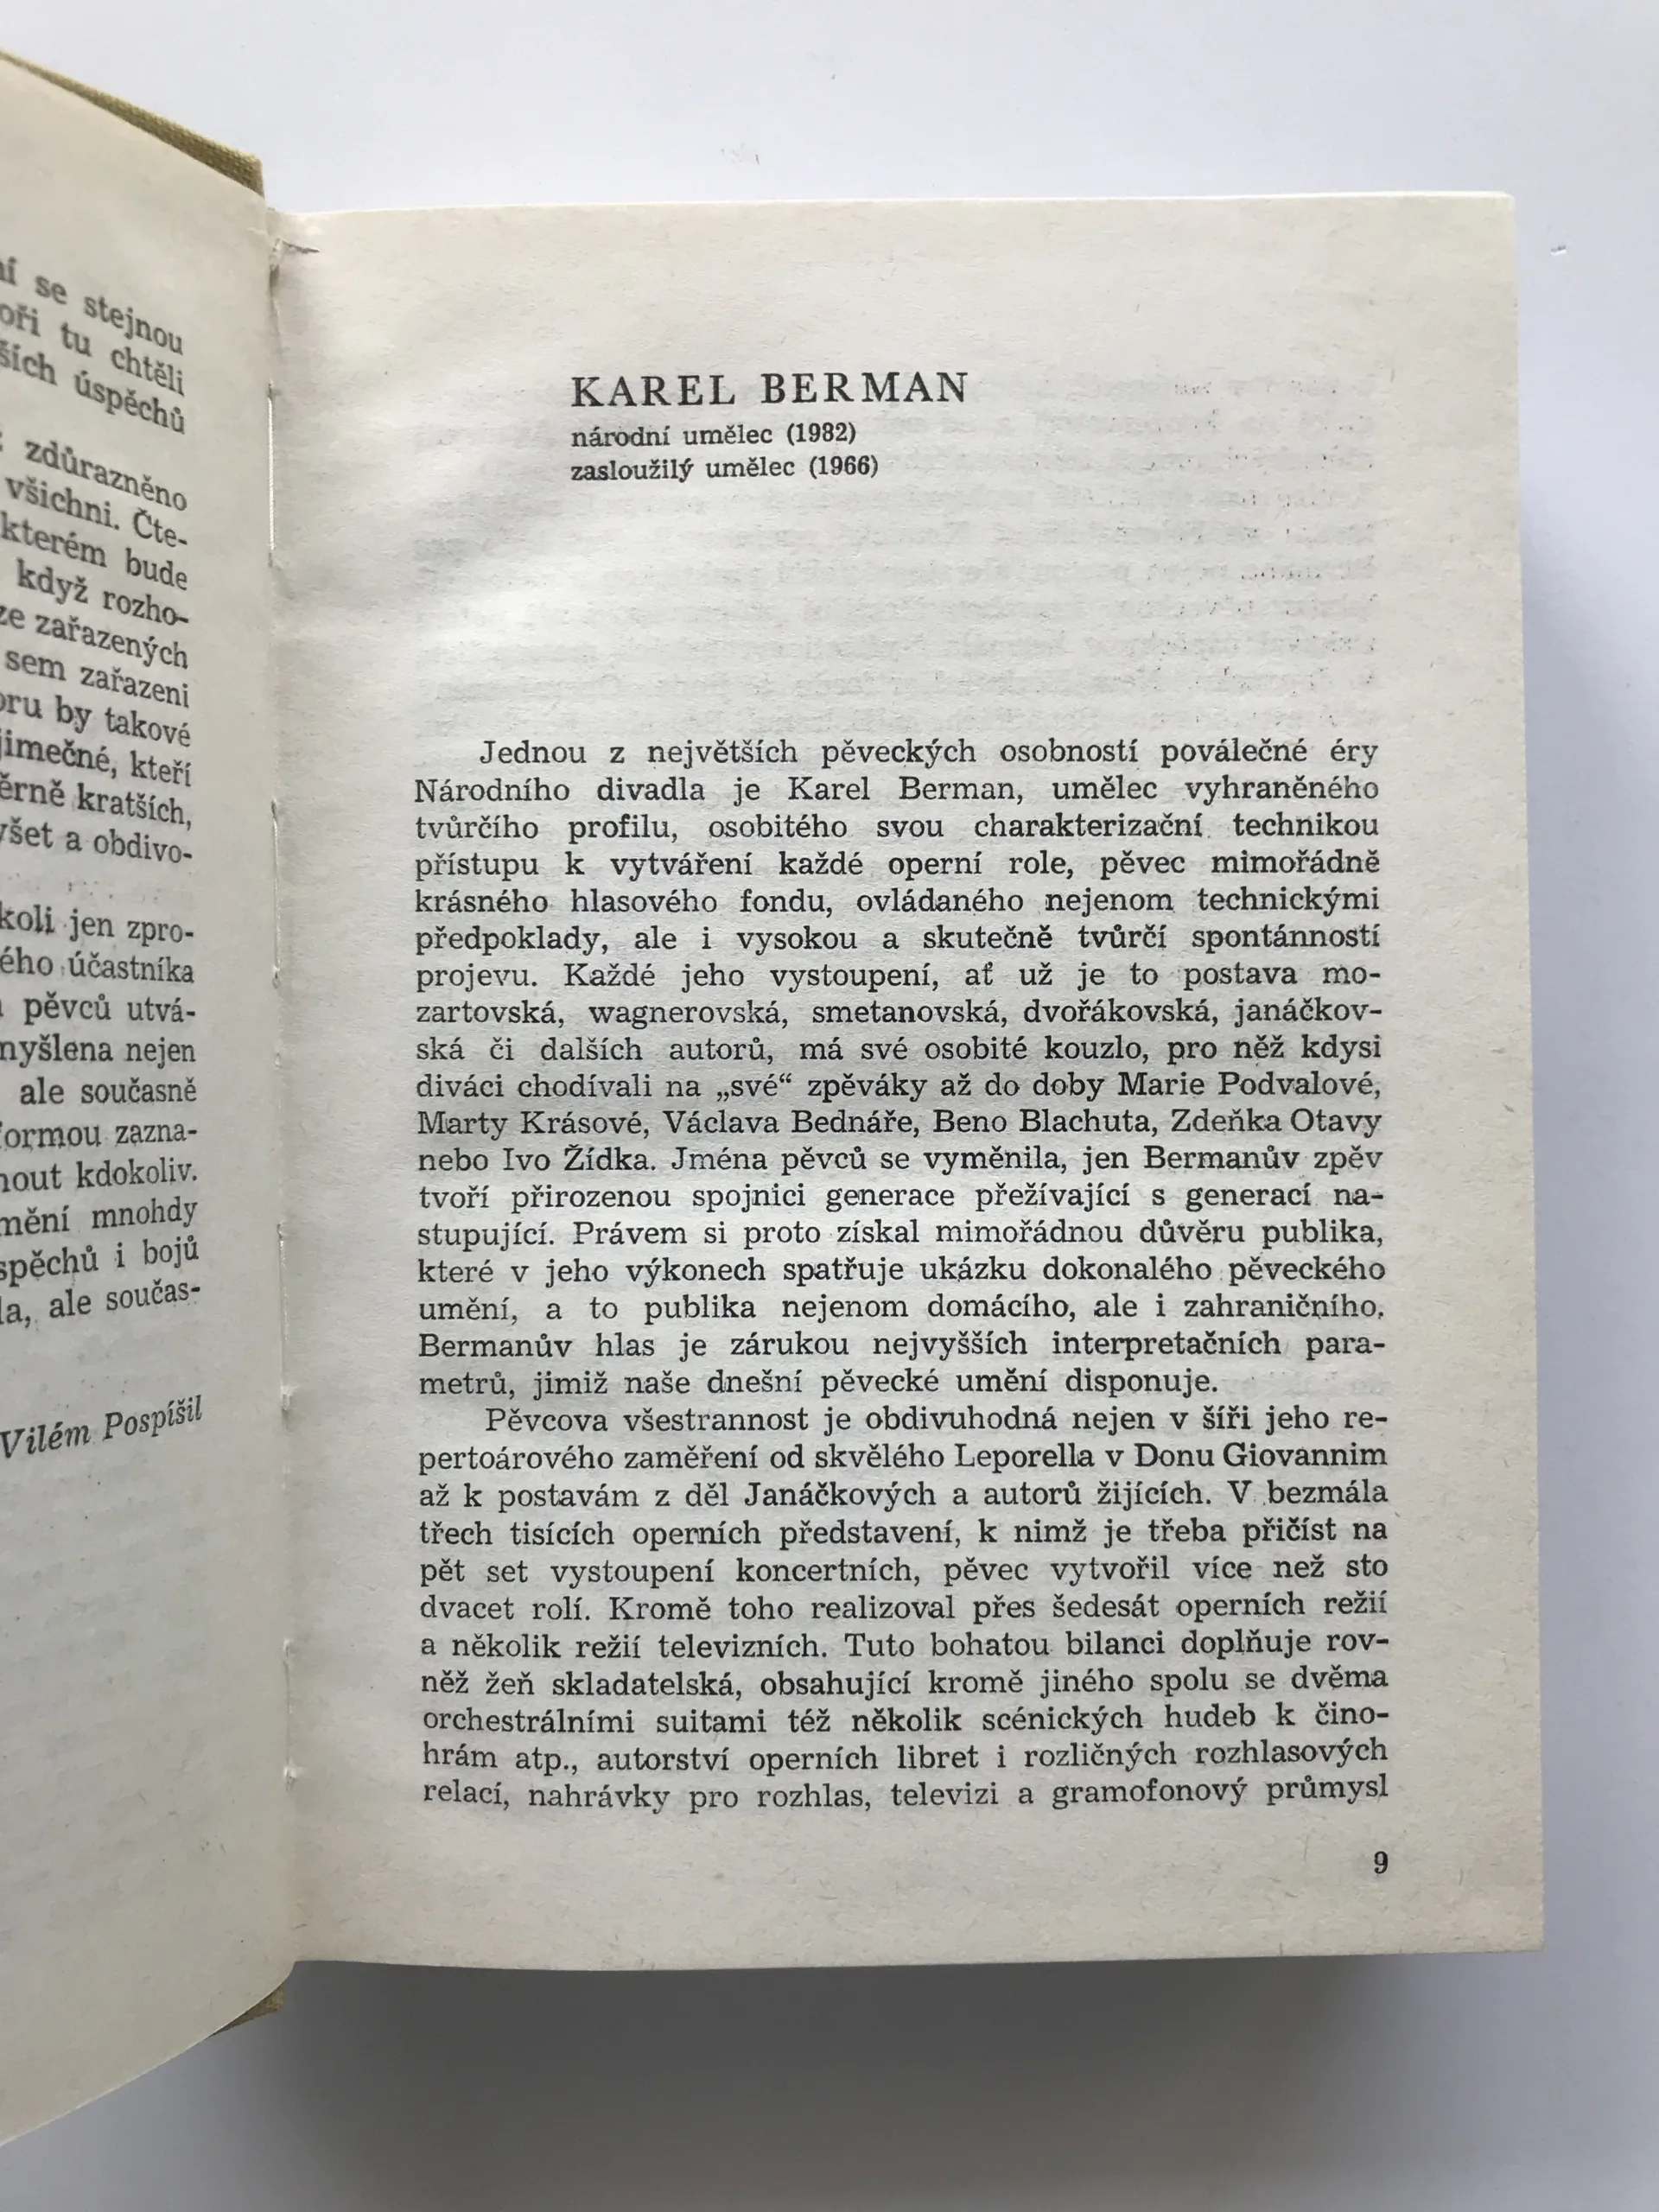 se stejnou
tu chtěli
úspěchů
zdůrazněno
všichni. Čte-
kterém bude
když rozho-
zařazených
sem zařazeni
by takové
kteří
kratších,
a obdivo-
jen zpro-
účastníka
pěvců utvá-
nejen
ale současně
zazna-
kdokoliv.
mnohdy
i bojů
ale součas-
Vilém Pospíšil
KAREL BERMAN
národní umělec (1982)
zasloužilý umělec (1966)
Jednou z největších pěveckých osobností poválečné éry
Národního divadla je Karel Berman, umělec vyhraněného
tvůrčího profilu, osobitého svou charakterizační technikou
přístupu k vytváření každé operní role, pěvec mimořádně
krásného hlasového fondu, ovládaného nejenom technickými
předpoklady, ale i vysokou a skutečně tvůrčí spontánností
projevu. Každé jeho vystoupení, ať už je to postava mo-
zartovská, wagnerovská, smetanovská, dvořákovská, janáčkov-
ská či dalších autorů, má své osobité kouzlo, pro něž kdysi
diváci chodívali na „své“ zpěváky až do doby Marie Podvalové,
Marty Krásové, Václava Bednáře, Beno Blachuta, Zdeňka Otavy
nebo Ivo Žídka. Jména pěvců se vyměnila, jen Bermanův zpěv
tvoří přirozenou spojnici generace přežívající s generací na-
stupující. Právem si proto získal mimořádnou důvěru publika,
které v jeho výkonech spatřuje ukázku dokonalého pěveckého
umění, a to publika nejenom domácího, ale i zahraničního.
Bermanův hlas je zárukou nejvyšších interpretačních para-
metrů, jimiž naše dnešní pěvecké umění disponuje.
Pěvcova všestrannost je obdivuhodná nejen v šíři jeho re-
pertoárového zaměření od skvělého Leporella v Donu Giovannim
až k postavám z děl Janáčkových a autorů žijících. V bezmála
třech tisících operních představení, k nimž je třeba přičíst na
pět set vystoupení koncertních, pěvec vytvořil více než sto
dvacet rolí. Kromě toho realizoval přes šedesát operních režií
a několik režií televizních. Tuto bohatou bilanci doplňuje rov-
něž žeň skladatelská, obsahující kromě jiného spolu se dvěma
orchestrálními suitami též několik scénických hudeb k čino-
hrám atp., autorství operních libret i rozličných rozhlasových
relací, nahrávky pro rozhlas, televizi a gramofonový průmysl
9